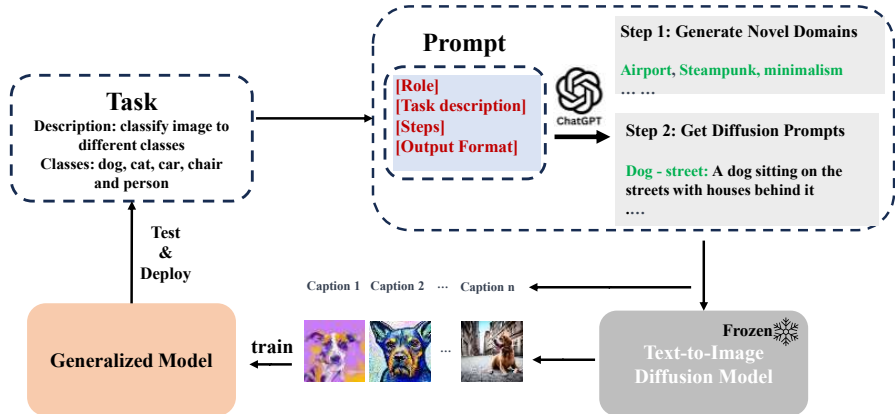 Task
Description: classify image to
different classes
Classes: dog, cat, car, chair
and person
Prompt
[Role]
[Task description]
[Steps]
[Output Format]
ChatGPT
Step 1: Generate Novel Domains
Airport, Steampunk, minimalism
... ...
Step 2: Get Diffusion Prompts
Dog - street: A dog sitting on the
streets with houses behind it
....
Test
&
Deploy
Caption 1 Caption 2 ... Caption n
Generalized Model
train
...
Frozen
Text-to-Image
Diffusion Model